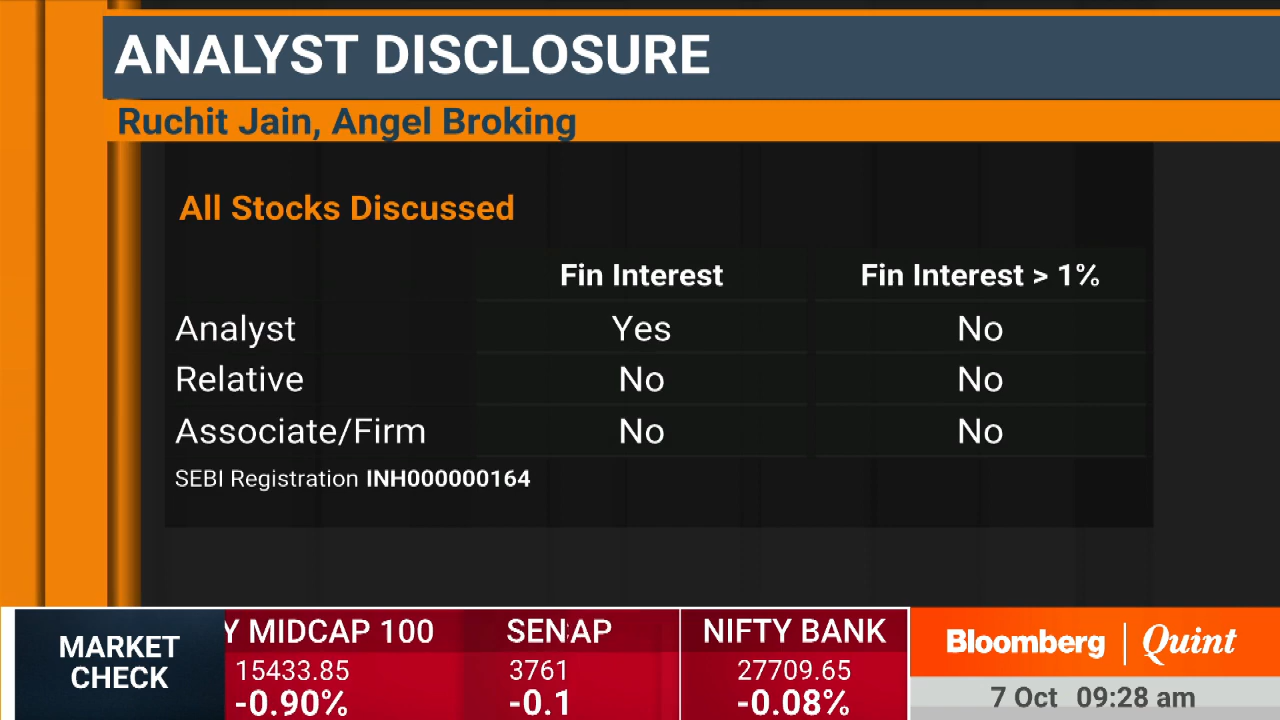 ANALYST DISCLOSURE
Ruchit Jain, Angel Broking
All Stocks Discussed
Fin Interest Fin Interest > 1%
Analyst Yes No
Relative No No
Associate/Firm No No
SEBI Registration INH000000164
MARKET CHECK
Y MIDCAP 100
15433.85
-0.90%
3761
-0.1
NIFTY BANK
27709.65
-0.08%
Bloomberg | Quint
7 Oct 09:28 am